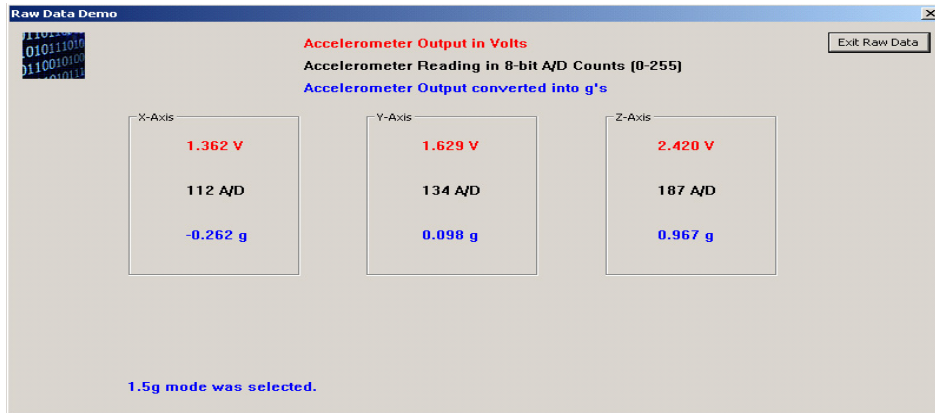 Raw Data Demo
Exit Raw Data
Accelerometer Output in Volts
Accelerometer Reading in 8-bit A/D Counts (0-255)
Accelerometer Output converted into g's
X-Axis
1.362 V
112 A/D
-0.262 g
Y-Axis
1.629 V
134 A/D
0.098 g
Z-Axis
2.420 V
187 A/D
0.967 g
1.5g mode was selected.